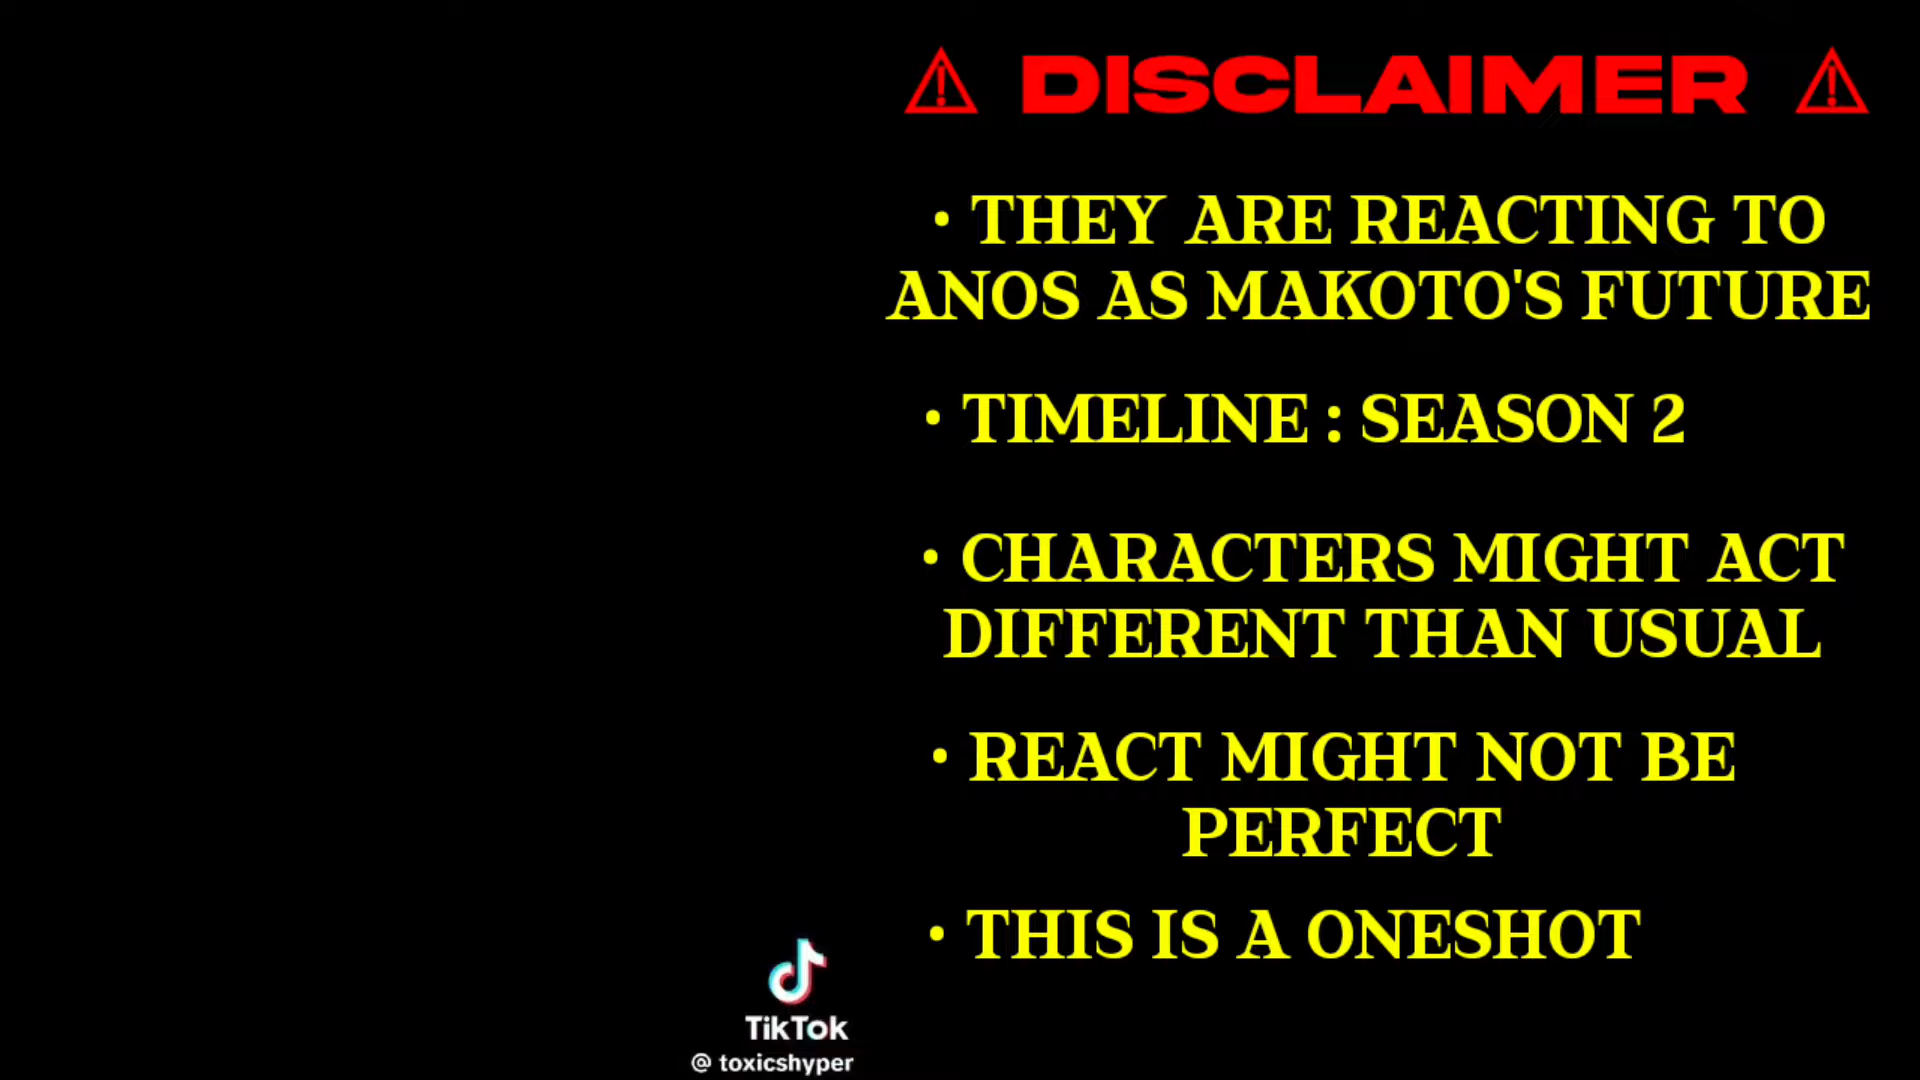 ⚠ DISCLAIMER ⚠
• THEY ARE REACTING TO
ANOS AS MAKOTO'S FUTURE
• TIMELINE : SEASON 2
• CHARACTERS MIGHT ACT
DIFFERENT THAN USUAL
• REACT MIGHT NOT BE
PERFECT
• THIS IS A ONESHOT
TikTok
@ toxicshyper